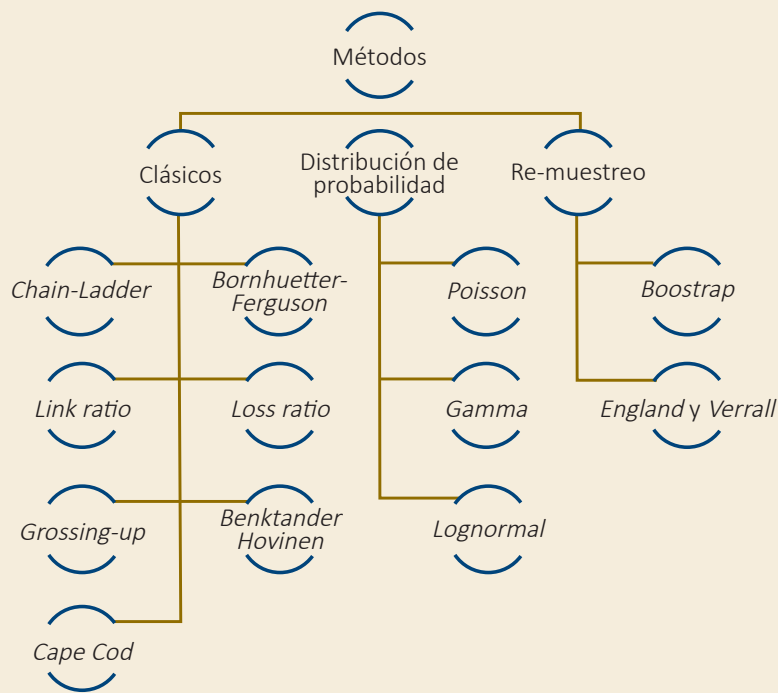 Métodos
Clásicos
Distribución de
probabilidad
Re-muestreo
Chain-Ladder
Bornhuetter-
Ferguson
Poisson
Boostrap
Link ratio
Loss ratio
Gamma
England y Verrall
Grossing-up
Benktander
Hovinen
Lognormal
Cape Cod